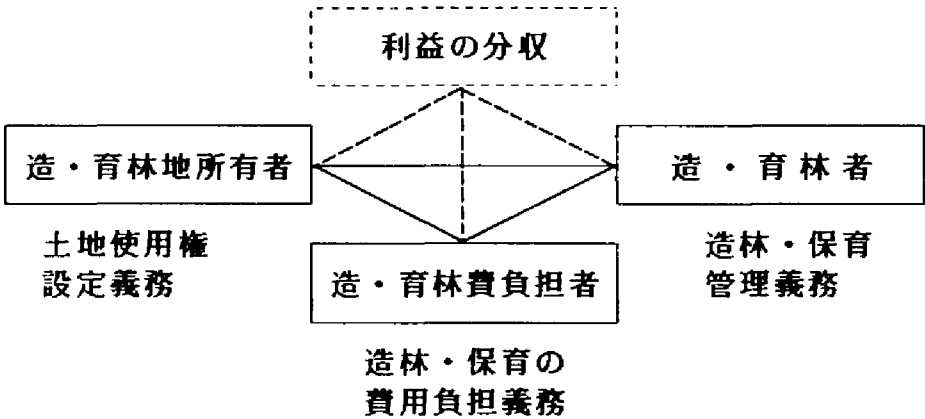 利益の分収
造・育林地所有者
造・育林者
土地使用権
設定義務
造・育林費負担者
造林・保育
管理義務
造林・保育の
費用負担義務